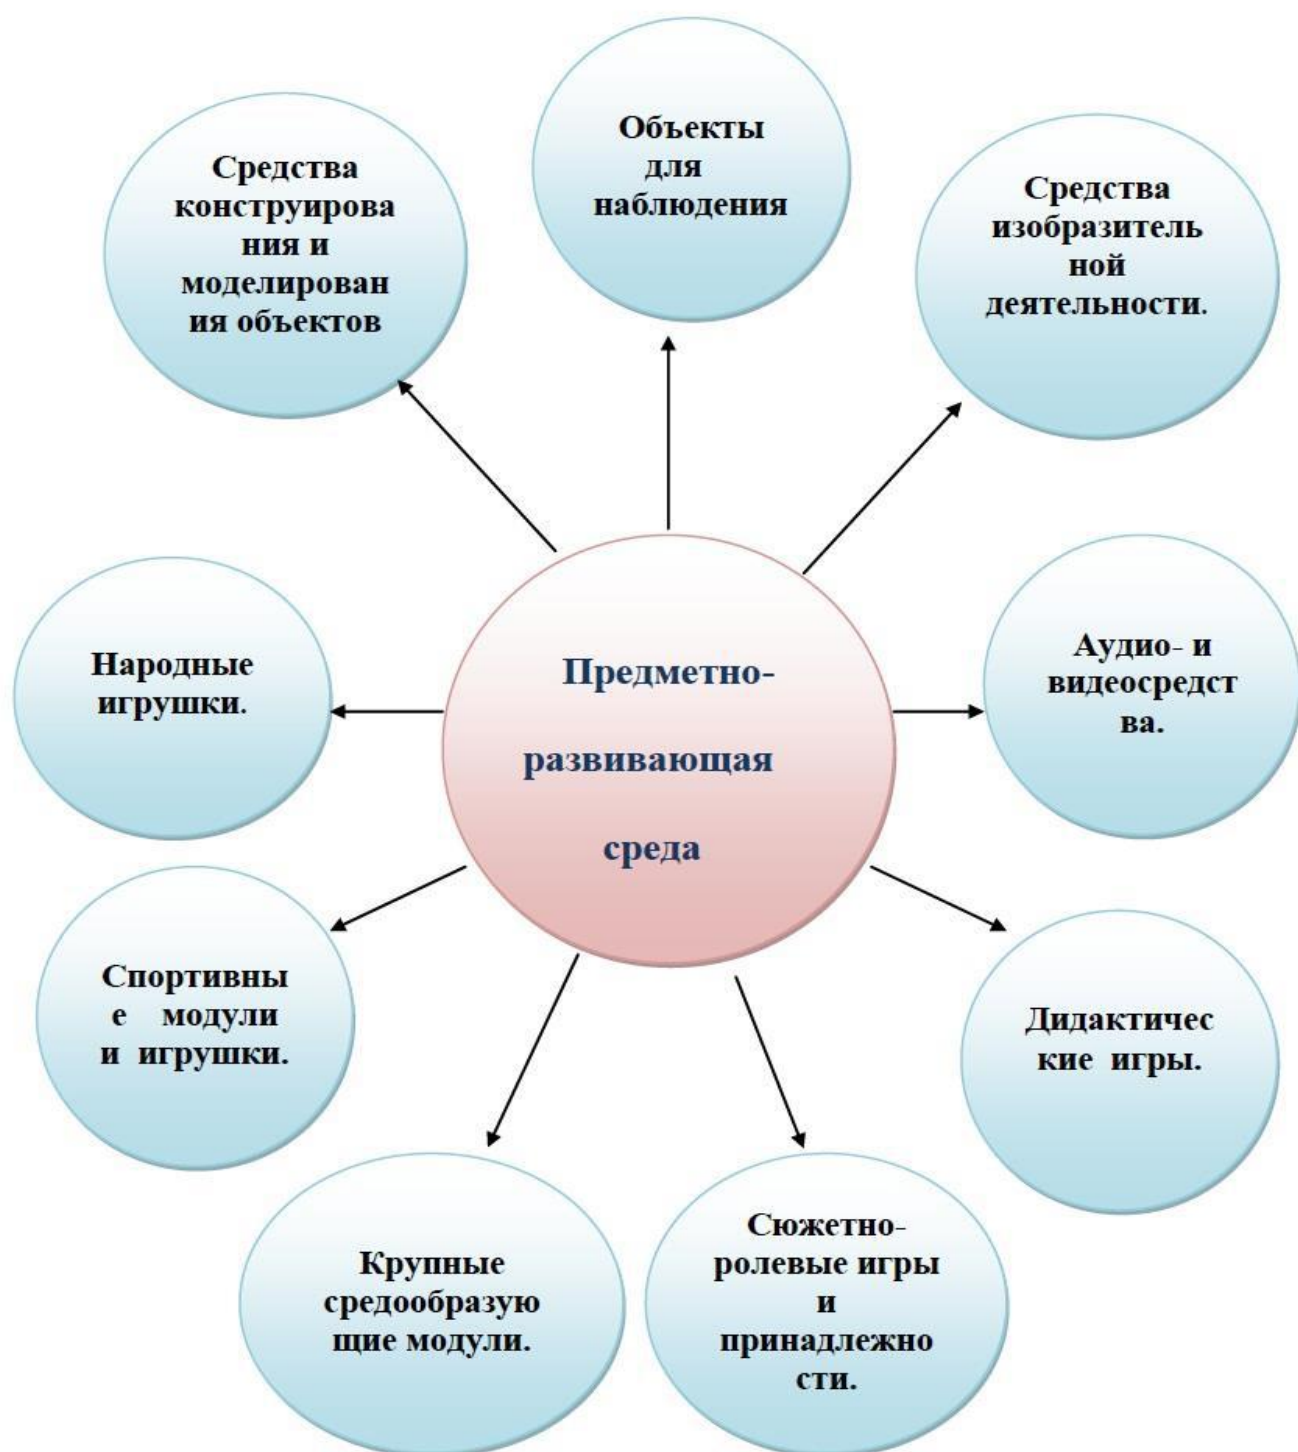 Объекты
для
наблюдения
Средства
конструирова
ния и
моделирован
ия объектов
Средства
изобразитель
ной
деятельности.
Народные
игрушки.
Предметно-
развивающая
среда
Аудио- и
видеосредст
ва.
Спортивны
е модули
и игрушки.
Дидактичес
кие игры.
Крупные
средообразую
щие модули.
Сюжетно-
ролевые игры
и
принадлежно
сти.